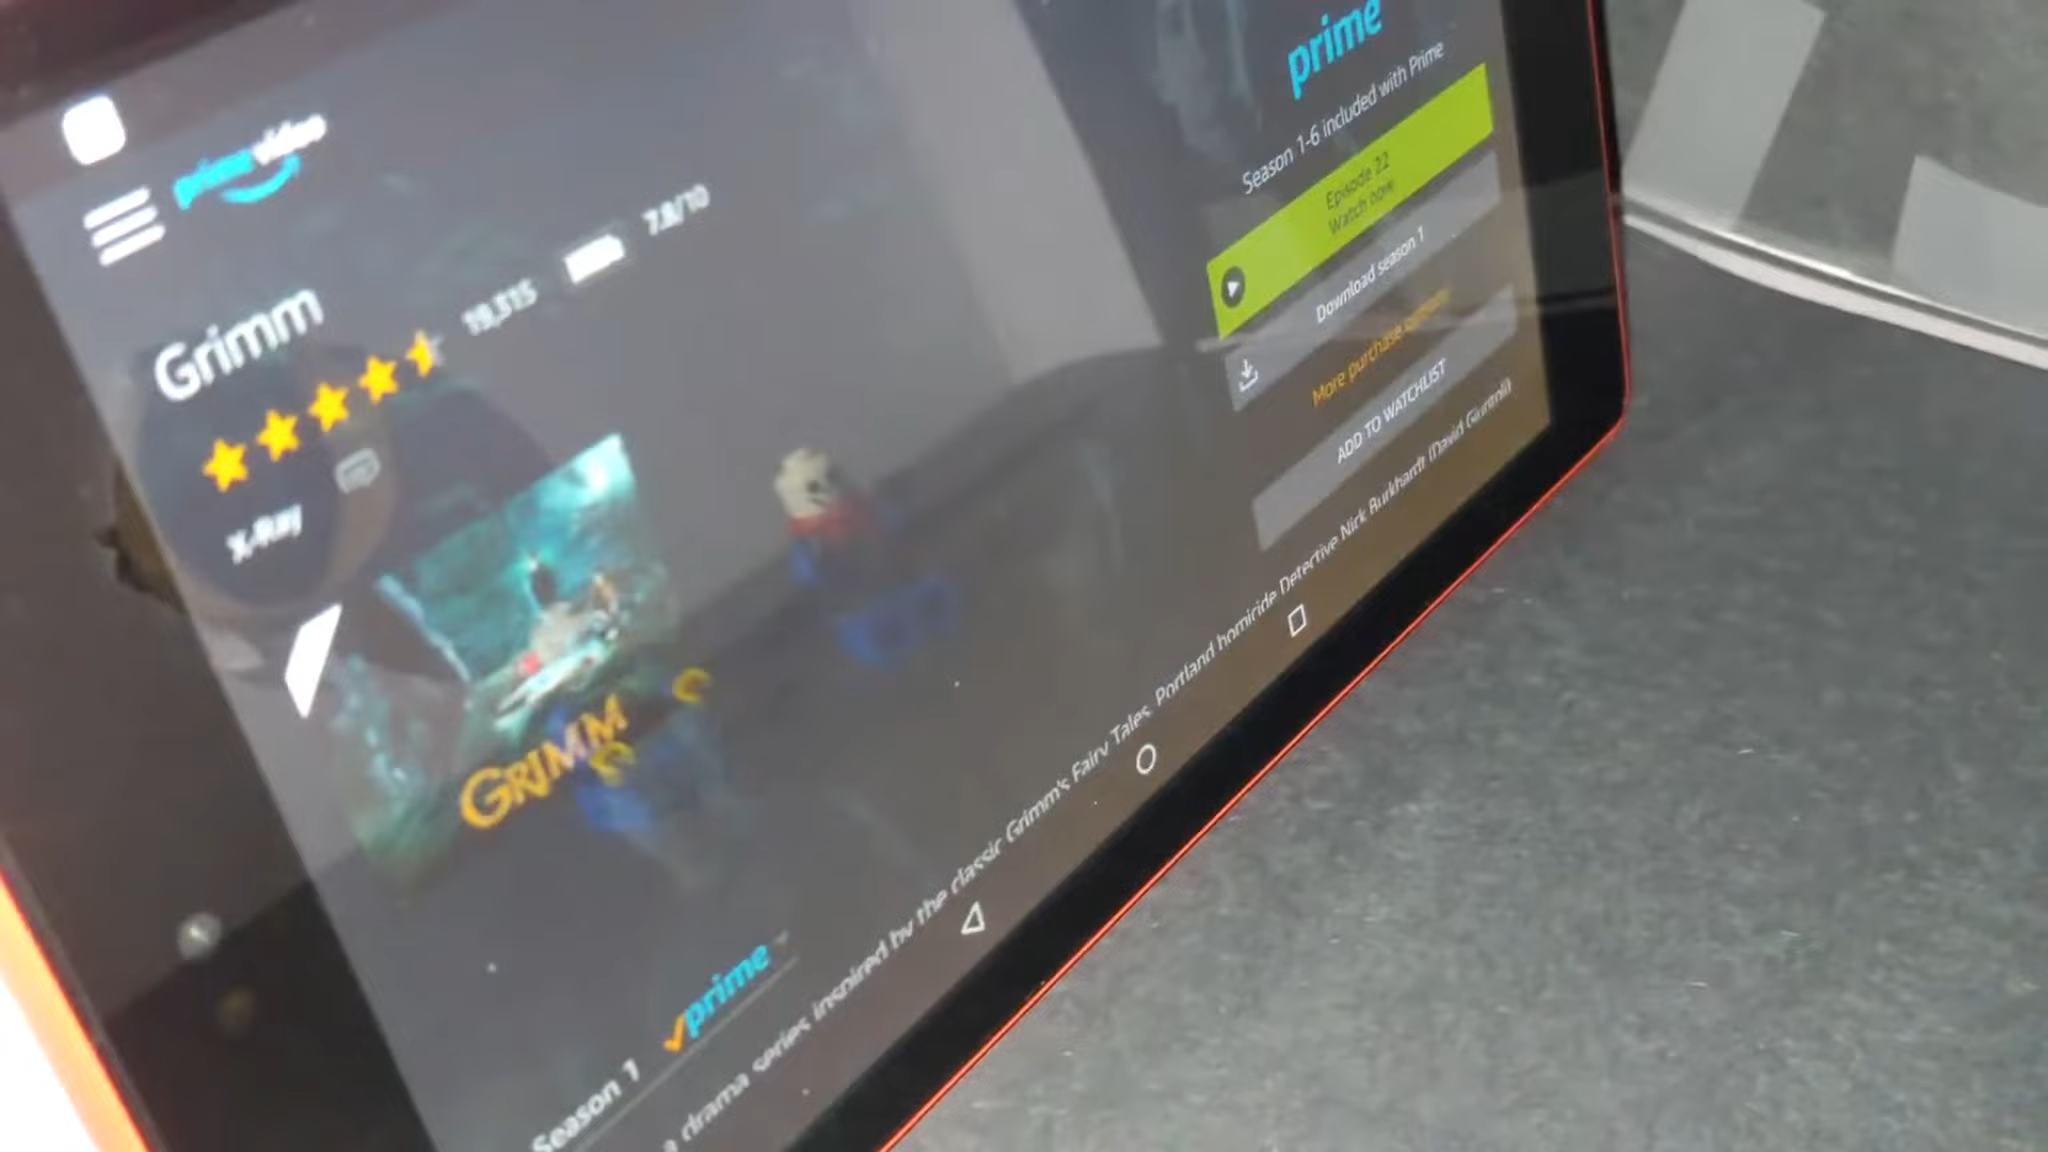 prime video
Grimm
19,315
7.8/10
X-Ray
GRIMM
Season 1
prime
a drama series inspired by the classic Grimm's Fairy Tales, Portland homicide Detective Nick Burkhardt (David Giuntoli)
prime
Season 1-6 included with Prime
Episode 22
Watch now
Download season 1
More purchase options
ADD TO WATCHLIST